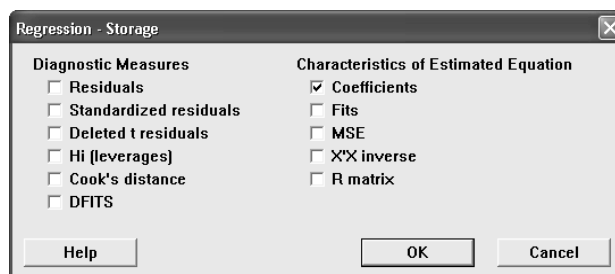 Regression - Storage
Diagnostic Measures
Residuals
Standardized residuals
Deleted t residuals
Hi (leverages)
Cook's distance
DFITS
Characteristics of Estimated Equation
Coefficients
Fits
MSE
X'X inverse
R matrix
Help
OK
Cancel